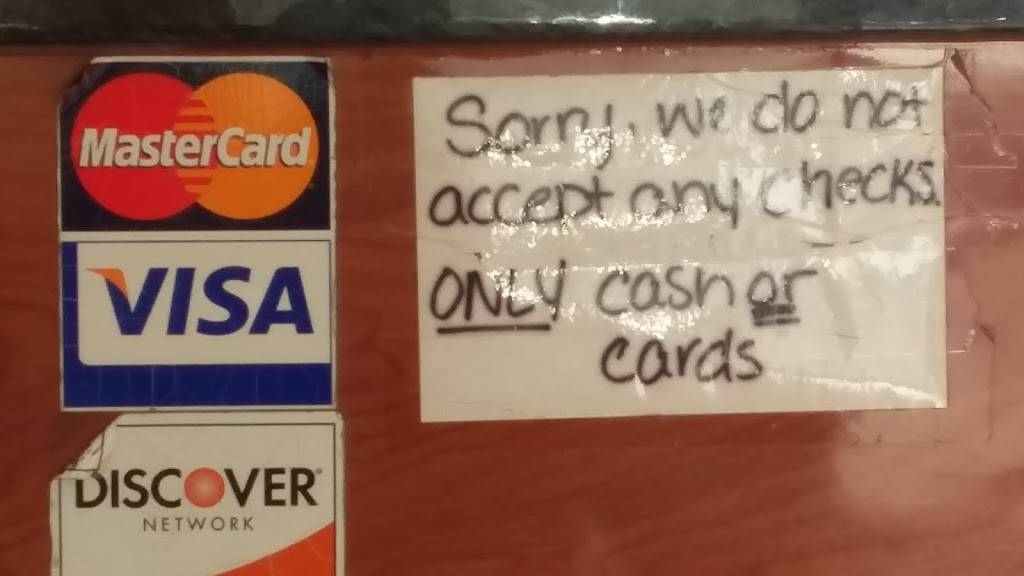 MasterCard
VISA
DISCOVER
NETWORK
Sorry, we do not
accept any checks.
ONLY cash or
cards